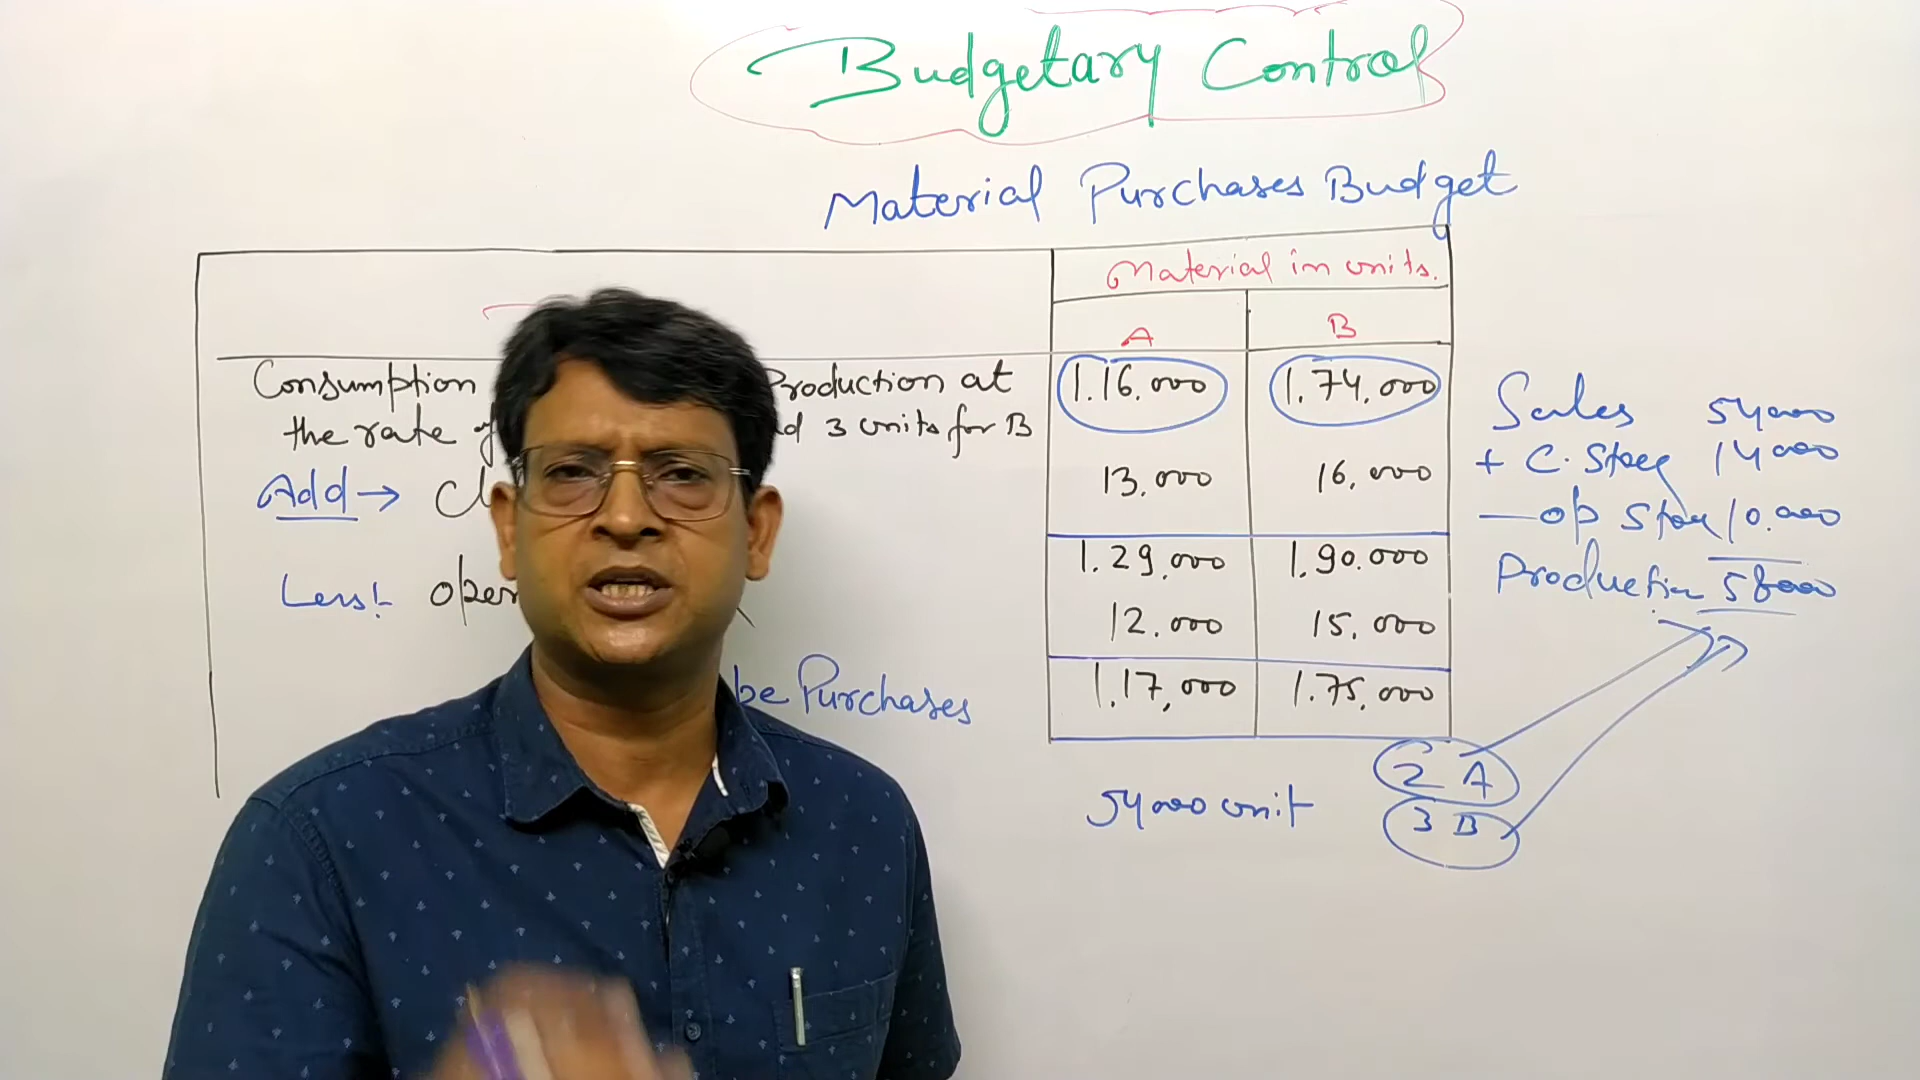 Budgetary Control
Material Purchases Budget
Material in units.
A B
Consumption Production at 1.16.000 1.74.000
the rate of 3 units for B
Add → 13.000 16.000
1.29.000 1.90.000
Less! 12.000 15.000
be Purchases 1.17,000 1.75.000
Sales 54000
+ C. Stock 14000
— op Stock 10.000
Production 58000
54000 unit
2 A
3 B